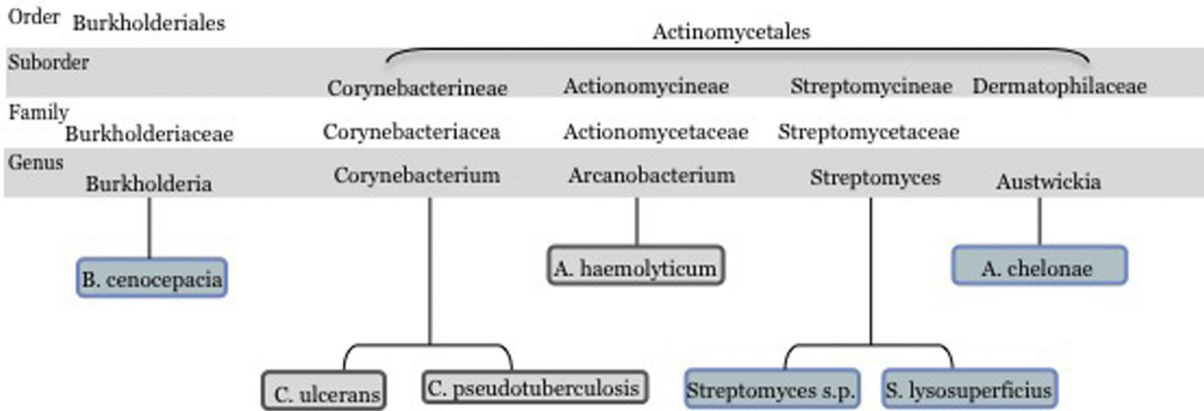 Order Burkholderiales Actinomycetales
Suborder
Corynebacterineae Actionomycineae Streptomycineae Dermatophilaceae
Family
Burkholderiaceae Corynebacteriacea Actionomycetaceae Streptomycetaceae
Genus
Burkholderia Corynebacterium Arcanobacterium Streptomyces Austwickia
B. cenocepacia A. haemolyticum A. chelonae
C. ulcerans C. pseudotuberculosis Streptomyces s.p. S. lysosuperficius